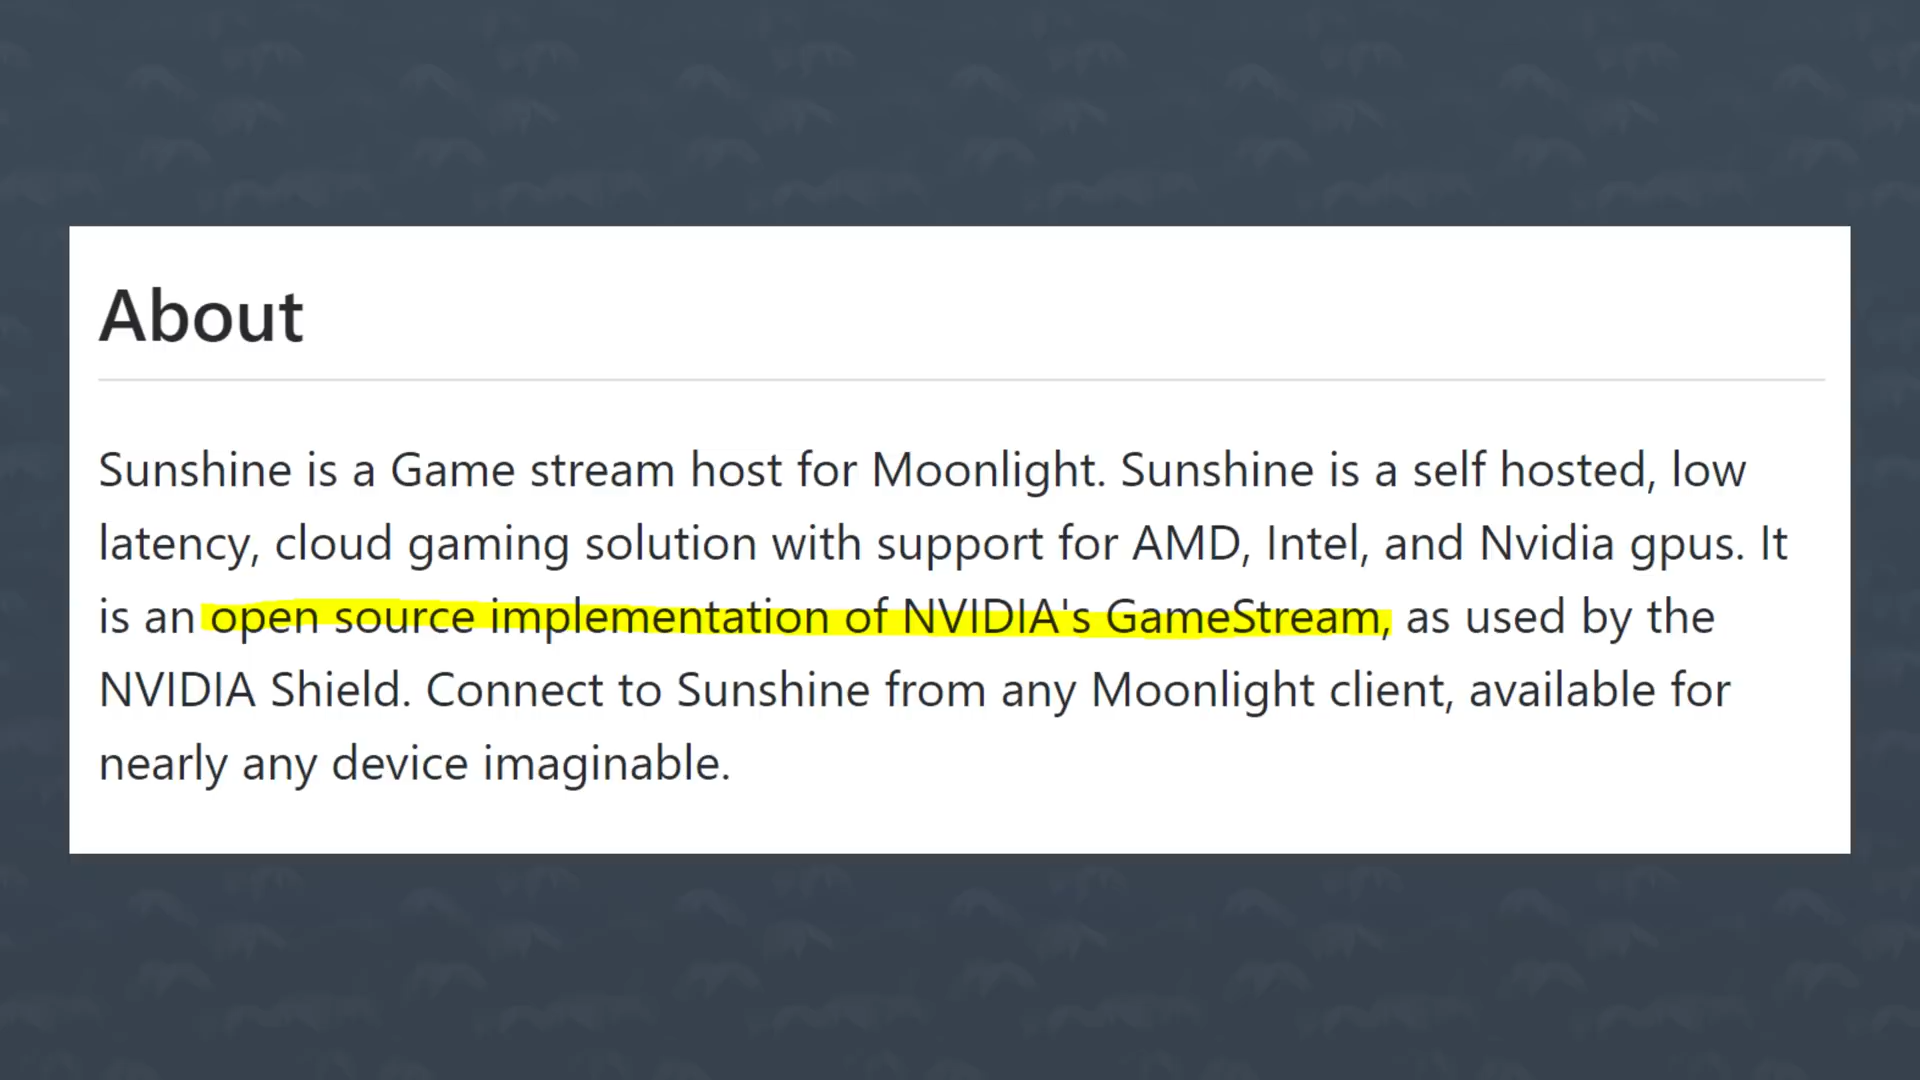 About
Sunshine is a Game stream host for Moonlight. Sunshine is a self hosted, low
latency, cloud gaming solution with support for AMD, Intel, and Nvidia gpus. It
is an open source implementation of NVIDIA's GameStream, as used by the
NVIDIA Shield. Connect to Sunshine from any Moonlight client, available for
nearly any device imaginable.